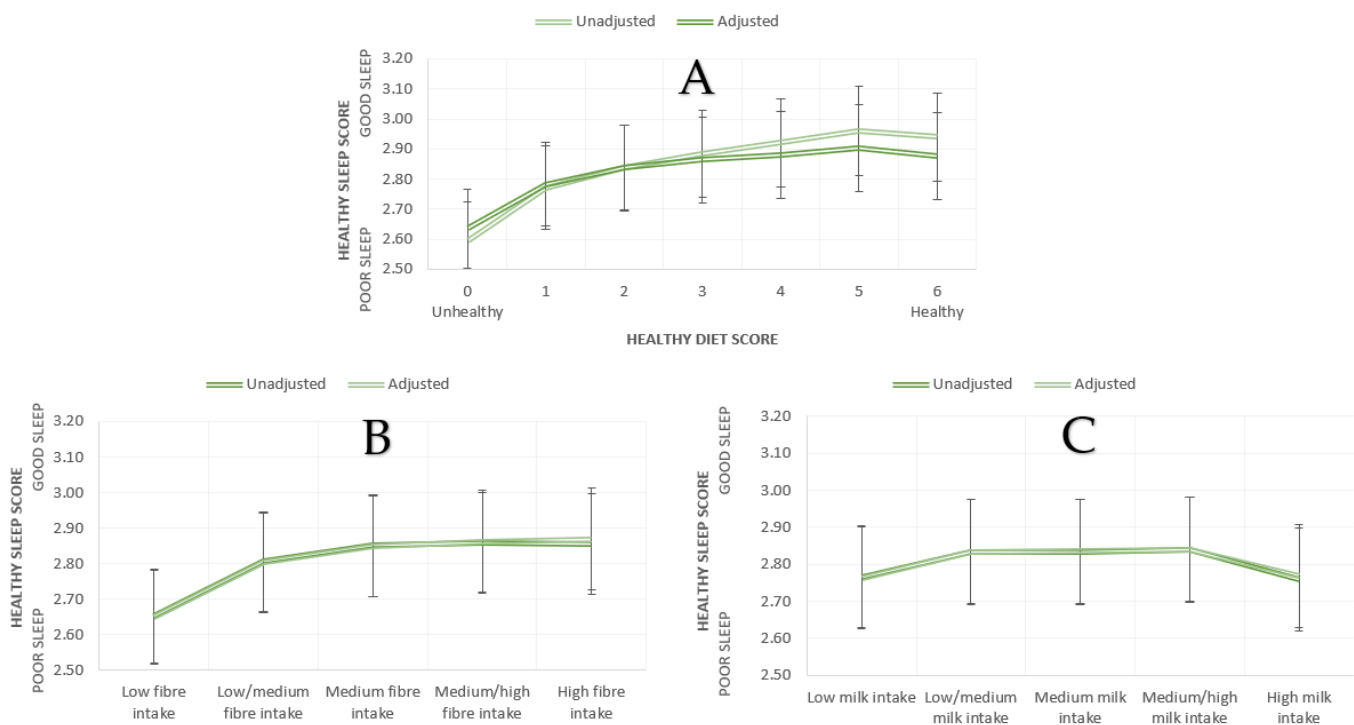 Unadjusted Adjusted
A
HEALTHY SLEEP SCORE
POOR SLEEP GOOD SLEEP
3.20
3.10
3.00
2.90
2.80
2.70
2.60
2.50
0 1 2 3 4 5 6
Unhealthy Healthy
HEALTHY DIET SCORE
Unadjusted Adjusted
B
HEALTHY SLEEP SCORE
POOR SLEEP GOOD SLEEP
3.20
3.10
3.00
2.90
2.80
2.70
2.60
2.50
Low fibre Low/medium Medium fibre Medium/high High fibre
intake fibre intake intake fibre intake intake
Unadjusted Adjusted
C
HEALTHY SLEEP SCORE
POOR SLEEP GOOD SLEEP
3.20
3.10
3.00
2.90
2.80
2.70
2.60
2.50
Low milk intake Low/medium Medium milk Medium/high High milk
milk intake intake milk intake intake